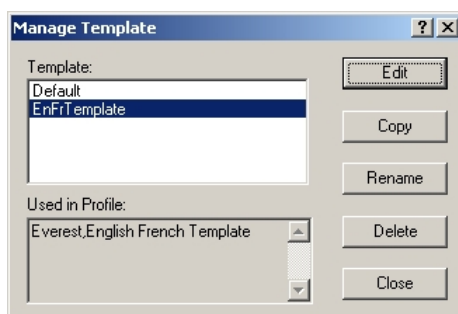 Manage Template
Template:
Default
EnFrTemplate
Used in Profile:
Everest,English French Template
Edit
Copy
Rename
Delete
Close